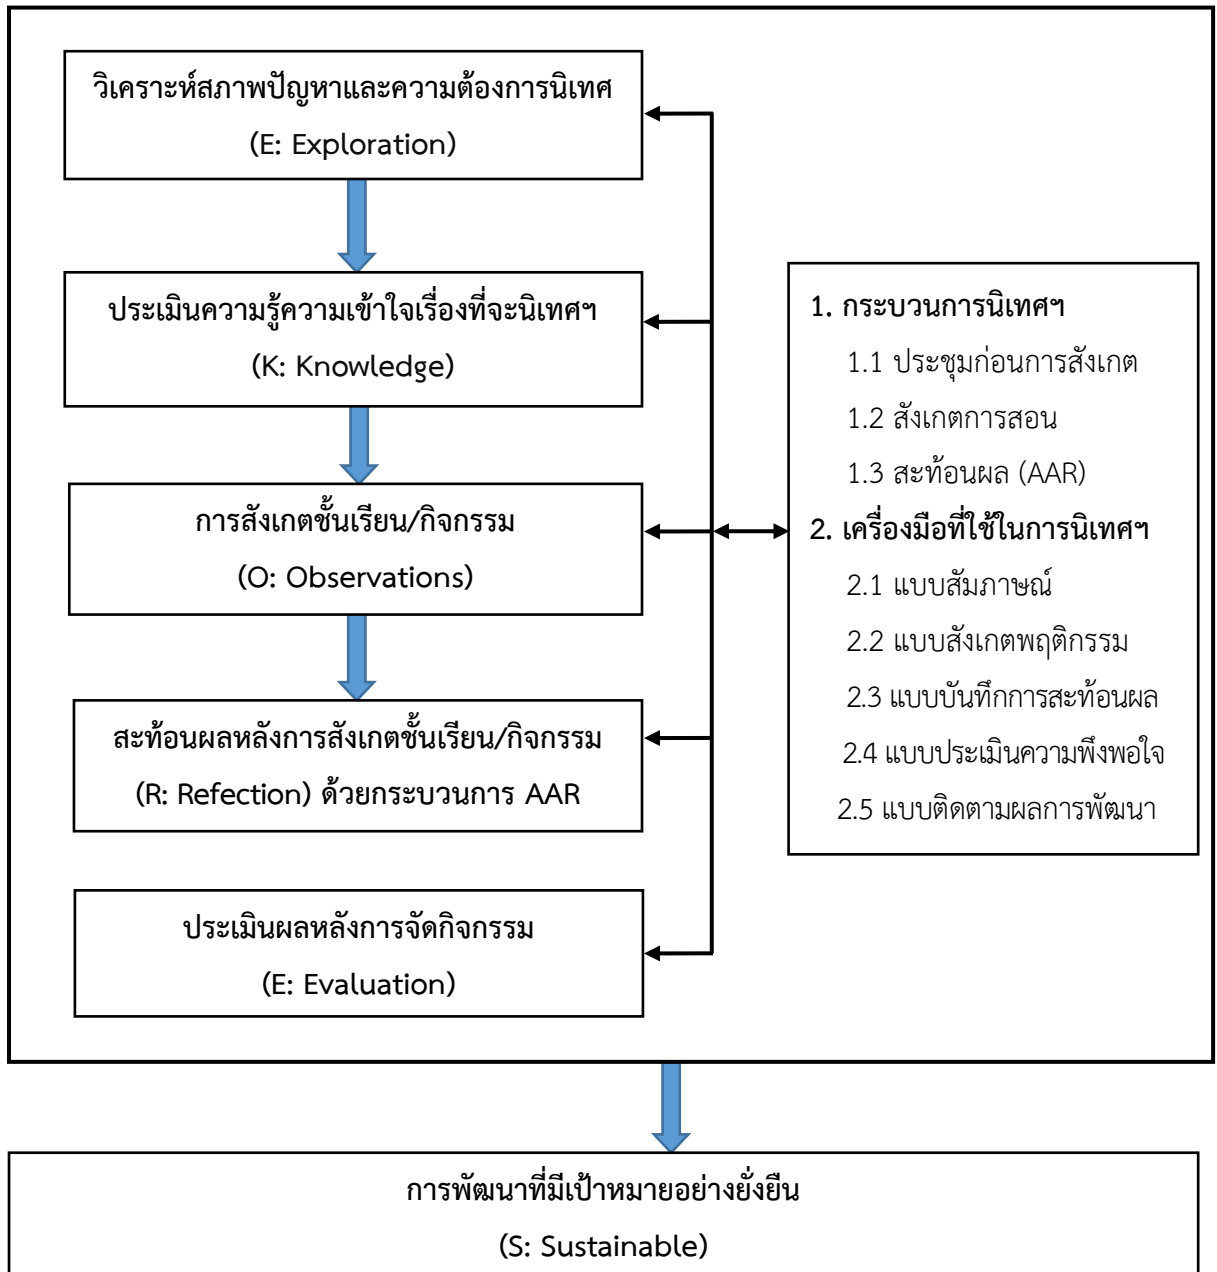 วิเคราะห์สภาพปัญหาและความต้องการนิเทศ
(E: Exploration)
ประเมินความรู้ความเข้าใจเรื่องที่จะนิเทศฯ
(K: Knowledge)
การสังเกตชั้นเรียน/กิจกรรม
(O: Observations)
สะท้อนผลหลังการสังเกตชั้นเรียน/กิจกรรม
(R: Refection) ด้วยกระบวนการ AAR
ประเมินผลหลังการจัดกิจกรรม
(E: Evaluation)
1. กระบวนการนิเทศฯ
1.1 ประชุมก่อนการสังเกต
1.2 สังเกตการสอน
1.3 สะท้อนผล (AAR)
2. เครื่องมือที่ใช้ในการนิเทศฯ
2.1 แบบสัมภาษณ์
2.2 แบบสังเกตพฤติกรรม
2.3 แบบบันทึกการสะท้อนผล
2.4 แบบประเมินความพึงพอใจ
2.5 แบบติดตามผลการพัฒนา
การพัฒนาที่มีเป้าหมายอย่างยั่งยืน
(S: Sustainable)